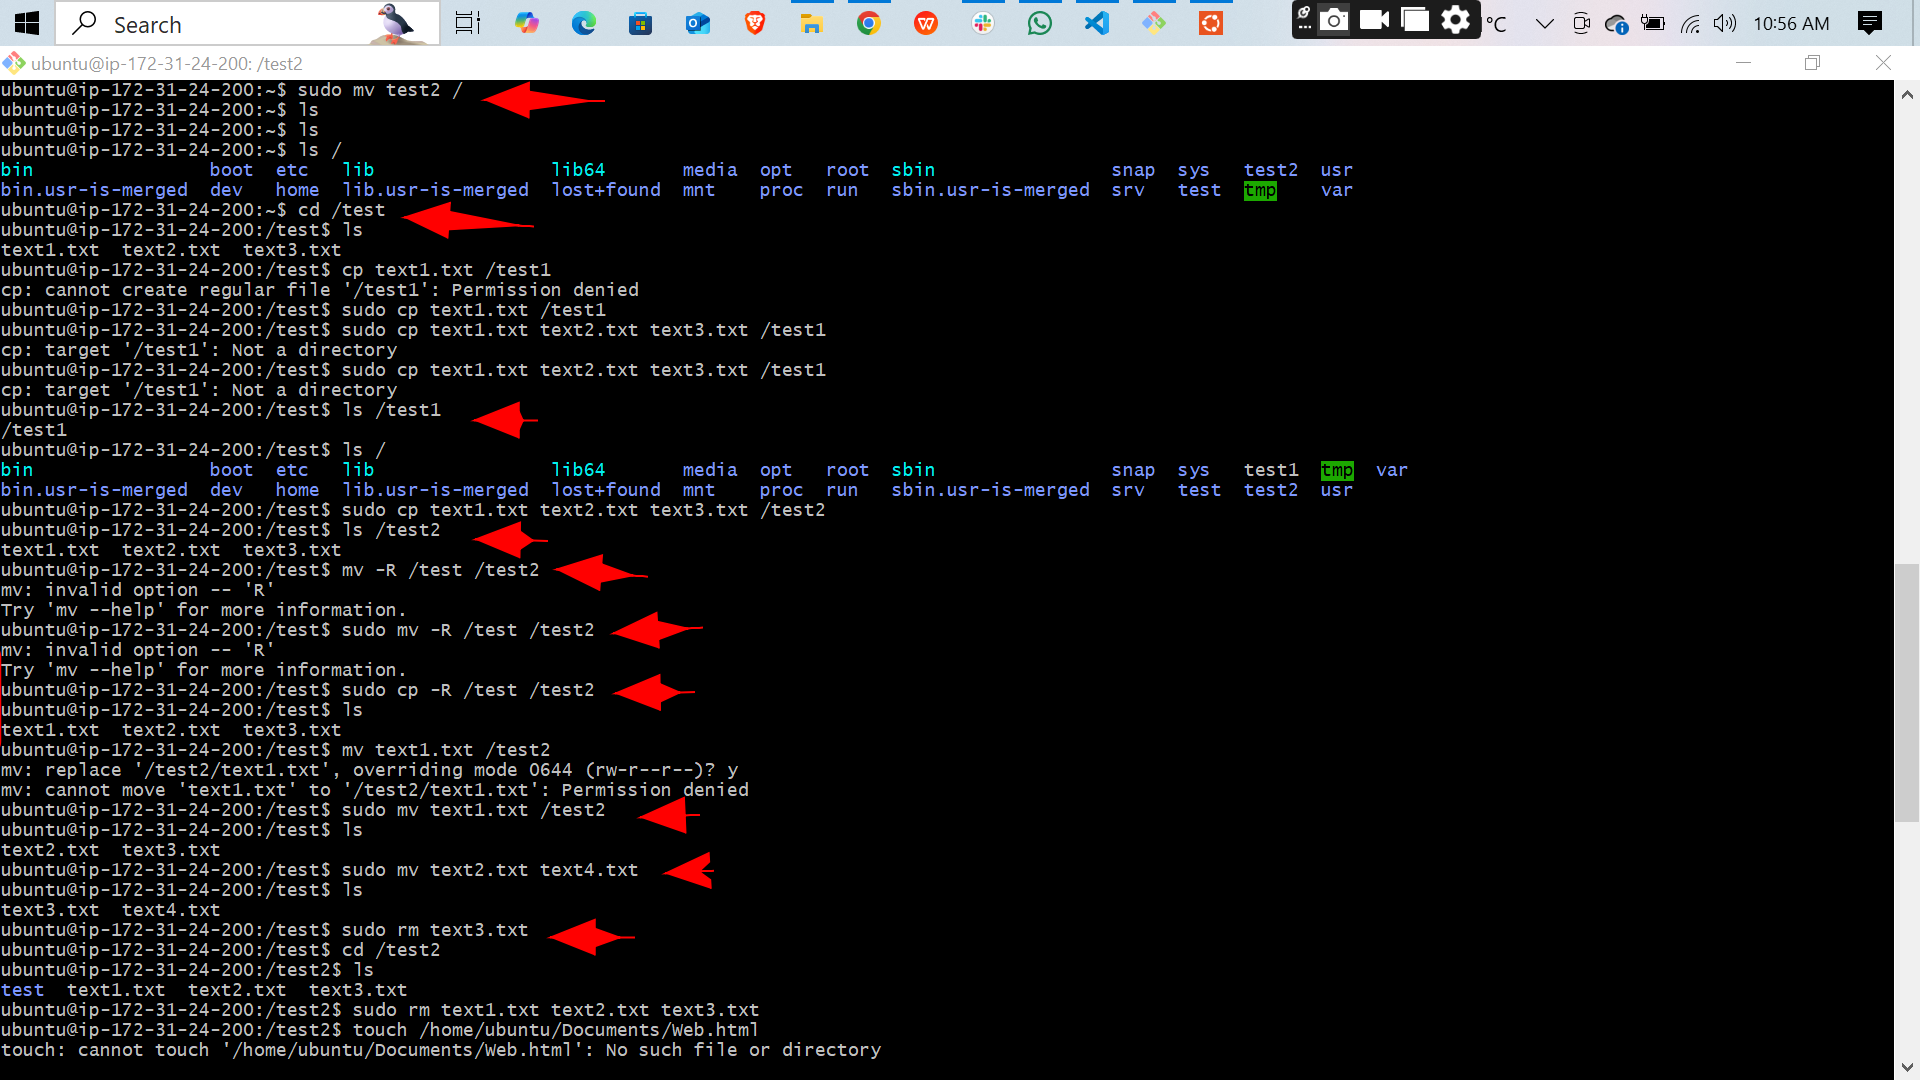 Search
°C
10:56 AM
ubuntu@ip-172-31-24-200: /test2
ubuntu@ip-172-31-24-200:~$ sudo mv test2 /
ubuntu@ip-172-31-24-200:~$ ls
ubuntu@ip-172-31-24-200:~$ ls
ubuntu@ip-172-31-24-200:~$ ls /
bin boot etc lib lib64 media opt root sbin snap sys test2 usr
bin.usr-is-merged dev home lib.usr-is-merged lost+found mnt proc run sbin.usr-is-merged srv test tmp var
ubuntu@ip-172-31-24-200:~$ cd /test
ubuntu@ip-172-31-24-200:/test$ ls
text1.txt text2.txt text3.txt
ubuntu@ip-172-31-24-200:/test$ cp text1.txt /test1
cp: cannot create regular file '/test1': Permission denied
ubuntu@ip-172-31-24-200:/test$ sudo cp text1.txt /test1
ubuntu@ip-172-31-24-200:/test$ sudo cp text1.txt text2.txt text3.txt /test1
cp: target '/test1': Not a directory
ubuntu@ip-172-31-24-200:/test$ sudo cp text1.txt text2.txt text3.txt /test1
cp: target '/test1': Not a directory
ubuntu@ip-172-31-24-200:/test$ ls /test1
/test1
ubuntu@ip-172-31-24-200:/test$ ls /
bin boot etc lib lib64 media opt root sbin snap sys test1 tmp var
bin.usr-is-merged dev home lib.usr-is-merged lost+found mnt proc run sbin.usr-is-merged srv test test2 usr
ubuntu@ip-172-31-24-200:/test$ sudo cp text1.txt text2.txt text3.txt /test2
ubuntu@ip-172-31-24-200:/test$ ls /test2
text1.txt text2.txt text3.txt
ubuntu@ip-172-31-24-200:/test$ mv -R /test /test2
mv: invalid option -- 'R'
Try 'mv --help' for more information.
ubuntu@ip-172-31-24-200:/test$ sudo mv -R /test /test2
mv: invalid option -- 'R'
Try 'mv --help' for more information.
ubuntu@ip-172-31-24-200:/test$ sudo cp -R /test /test2
ubuntu@ip-172-31-24-200:/test$ ls
text1.txt text2.txt text3.txt
ubuntu@ip-172-31-24-200:/test$ mv text1.txt /test2
mv: replace '/test2/text1.txt', overriding mode 0644 (rw-r--r--)? y
mv: cannot move 'text1.txt' to '/test2/text1.txt': Permission denied
ubuntu@ip-172-31-24-200:/test$ sudo mv text1.txt /test2
ubuntu@ip-172-31-24-200:/test$ ls
text2.txt text3.txt
ubuntu@ip-172-31-24-200:/test$ sudo mv text2.txt text4.txt
ubuntu@ip-172-31-24-200:/test$ ls
text3.txt text4.txt
ubuntu@ip-172-31-24-200:/test$ sudo rm text3.txt
ubuntu@ip-172-31-24-200:/test$ cd /test2
ubuntu@ip-172-31-24-200:/test2$ ls
test text1.txt text2.txt text3.txt
ubuntu@ip-172-31-24-200:/test2$ sudo rm text1.txt text2.txt text3.txt
ubuntu@ip-172-31-24-200:/test2$ touch /home/ubuntu/Documents/Web.html
touch: cannot touch '/home/ubuntu/Documents/Web.html': No such file or directory